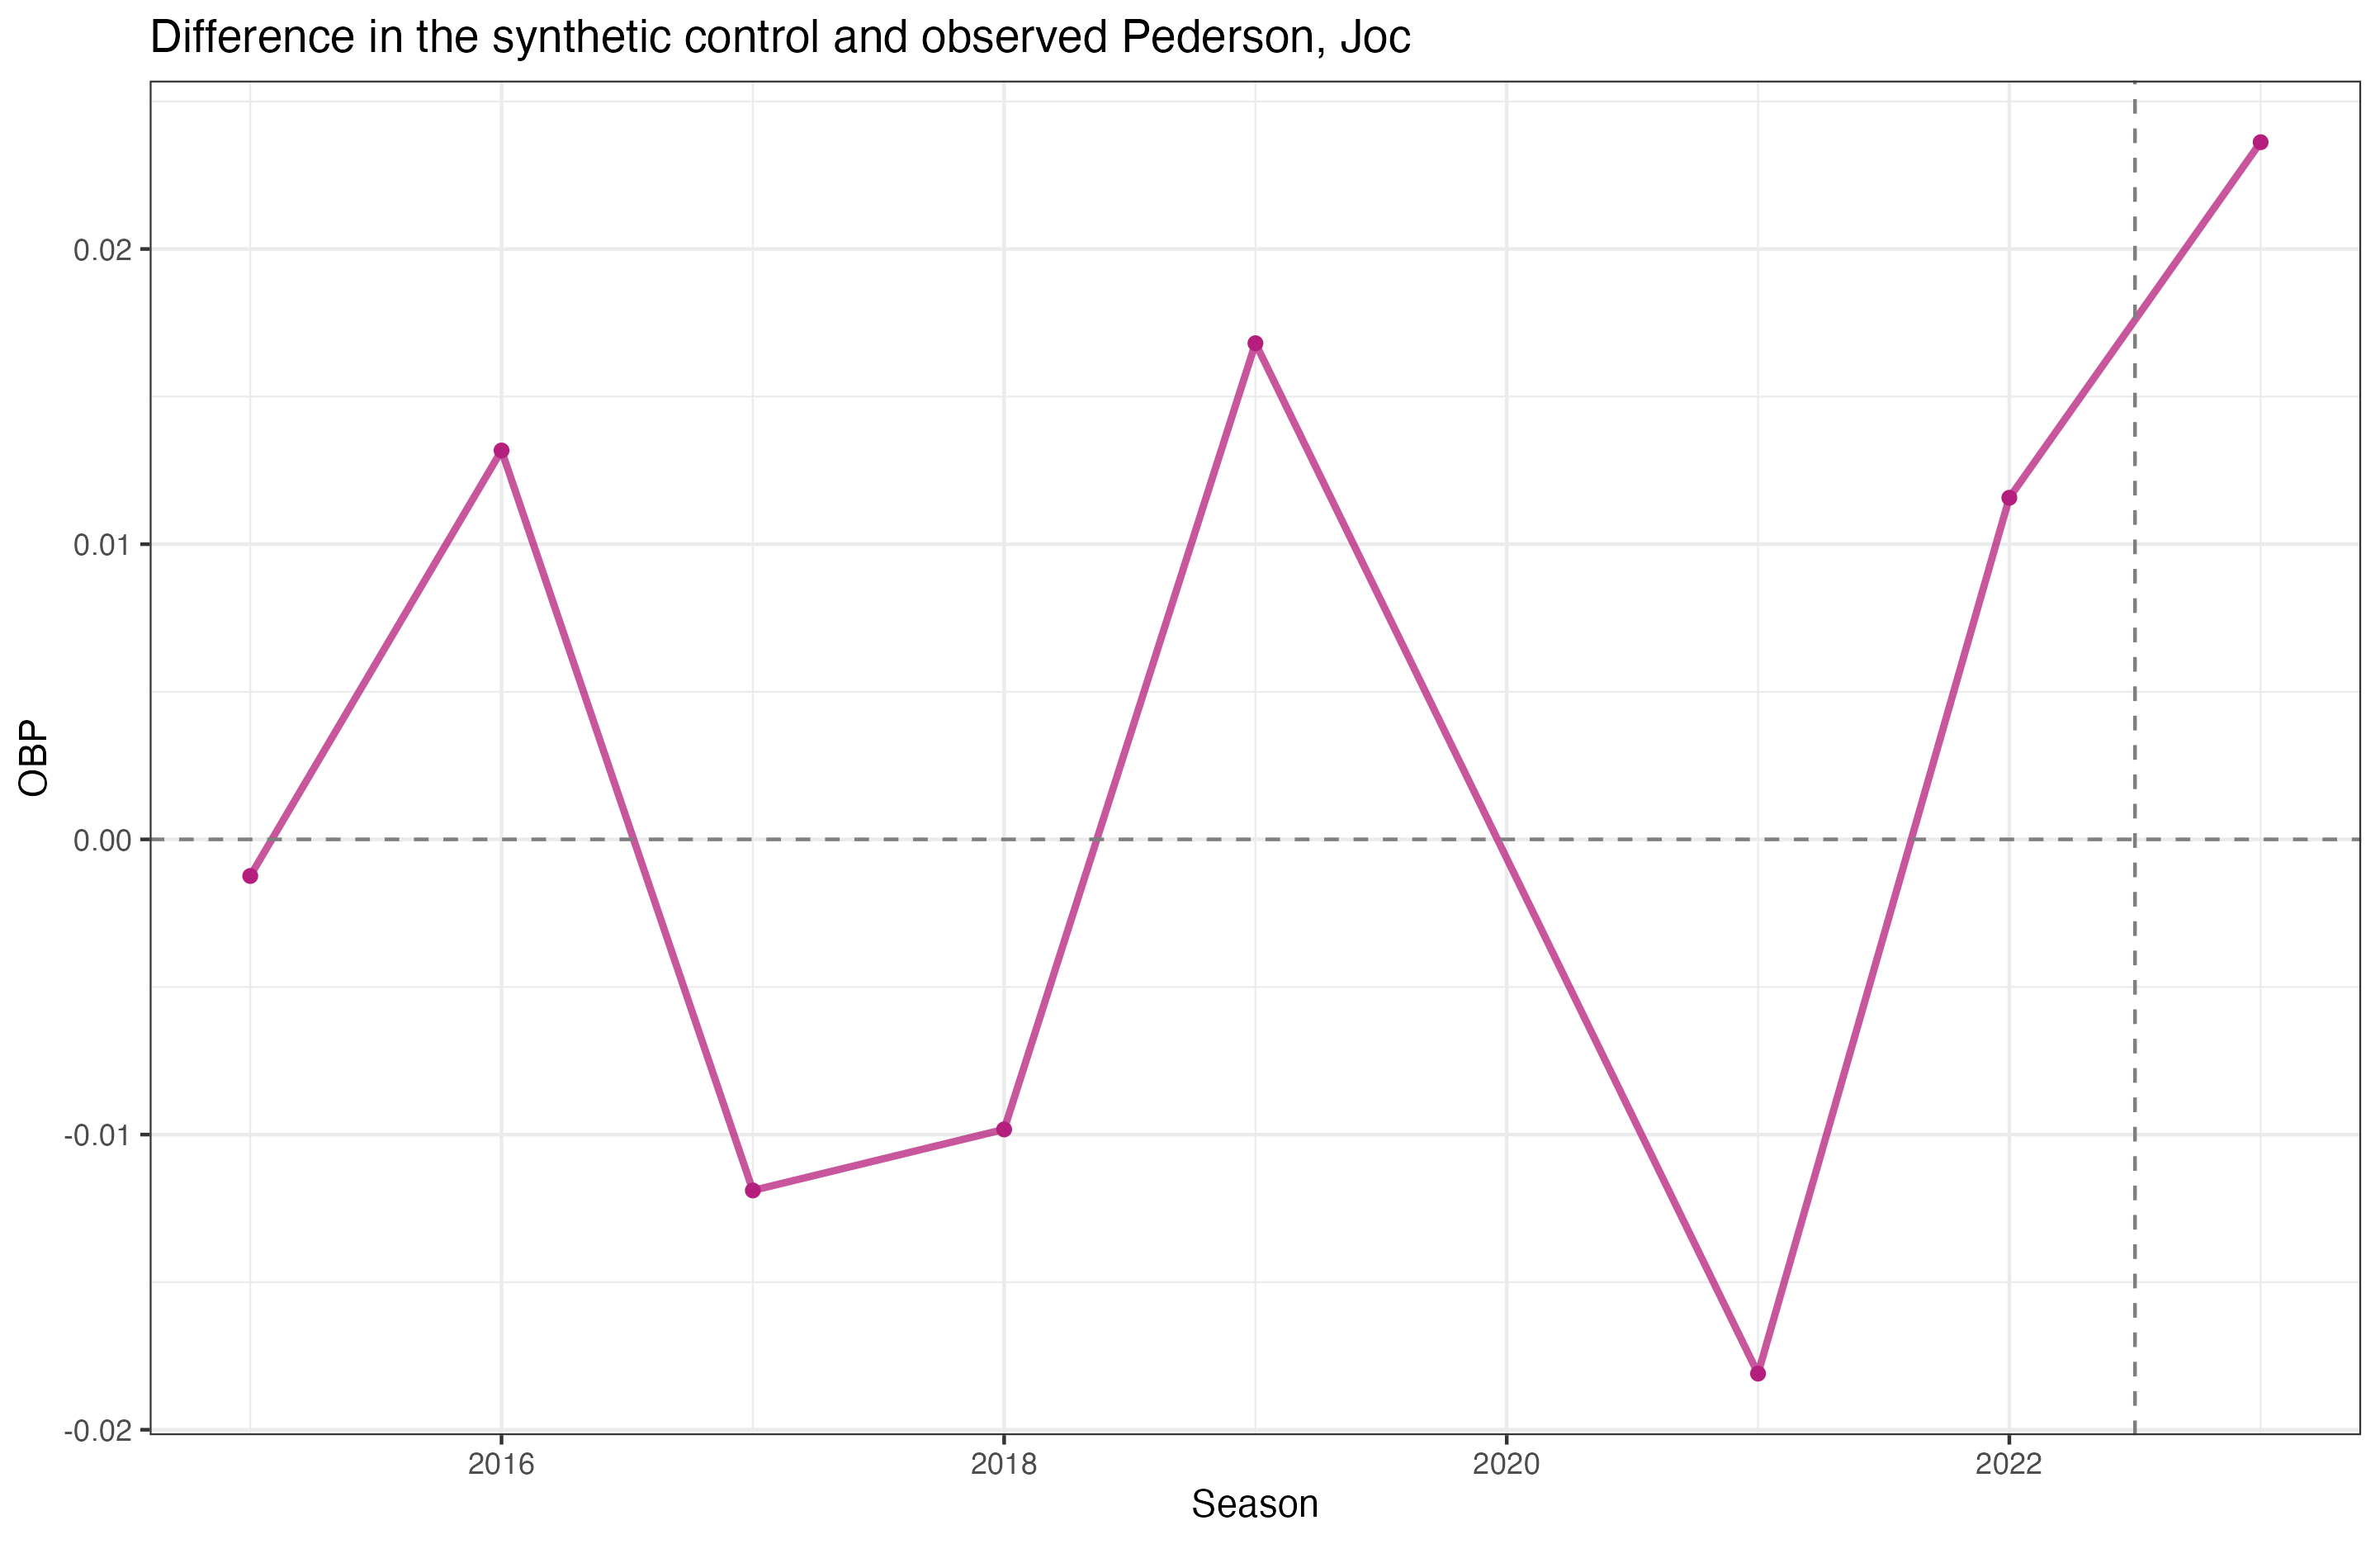 Difference in the synthetic control and observed Pederson, Joc
OBP
0.02
0.01
0.00
-0.01
-0.02
2016 2018 2020 2022
Season